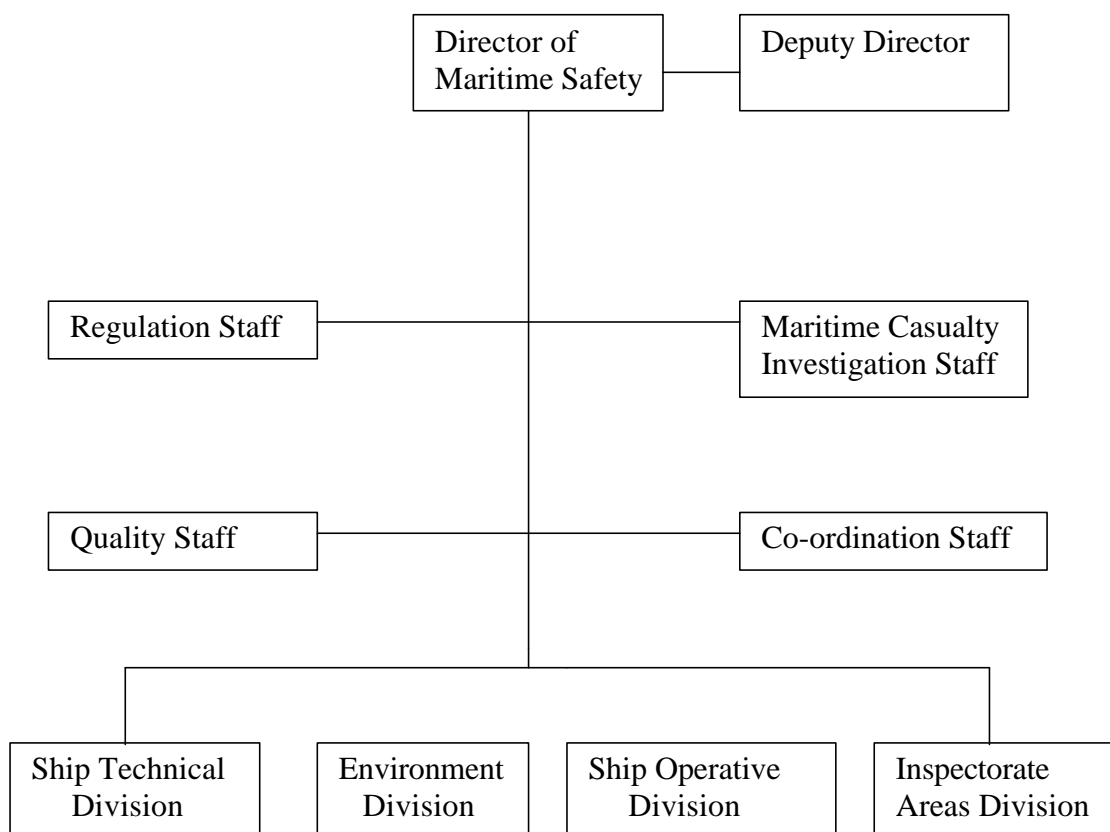 Director of
Maritime Safety
Deputy Director
Regulation Staff
Maritime Casualty
Investigation Staff
Quality Staff
Co-ordination Staff
Ship Technical
Division
Environment
Division
Ship Operative
Division
Inspectorate
Areas Division